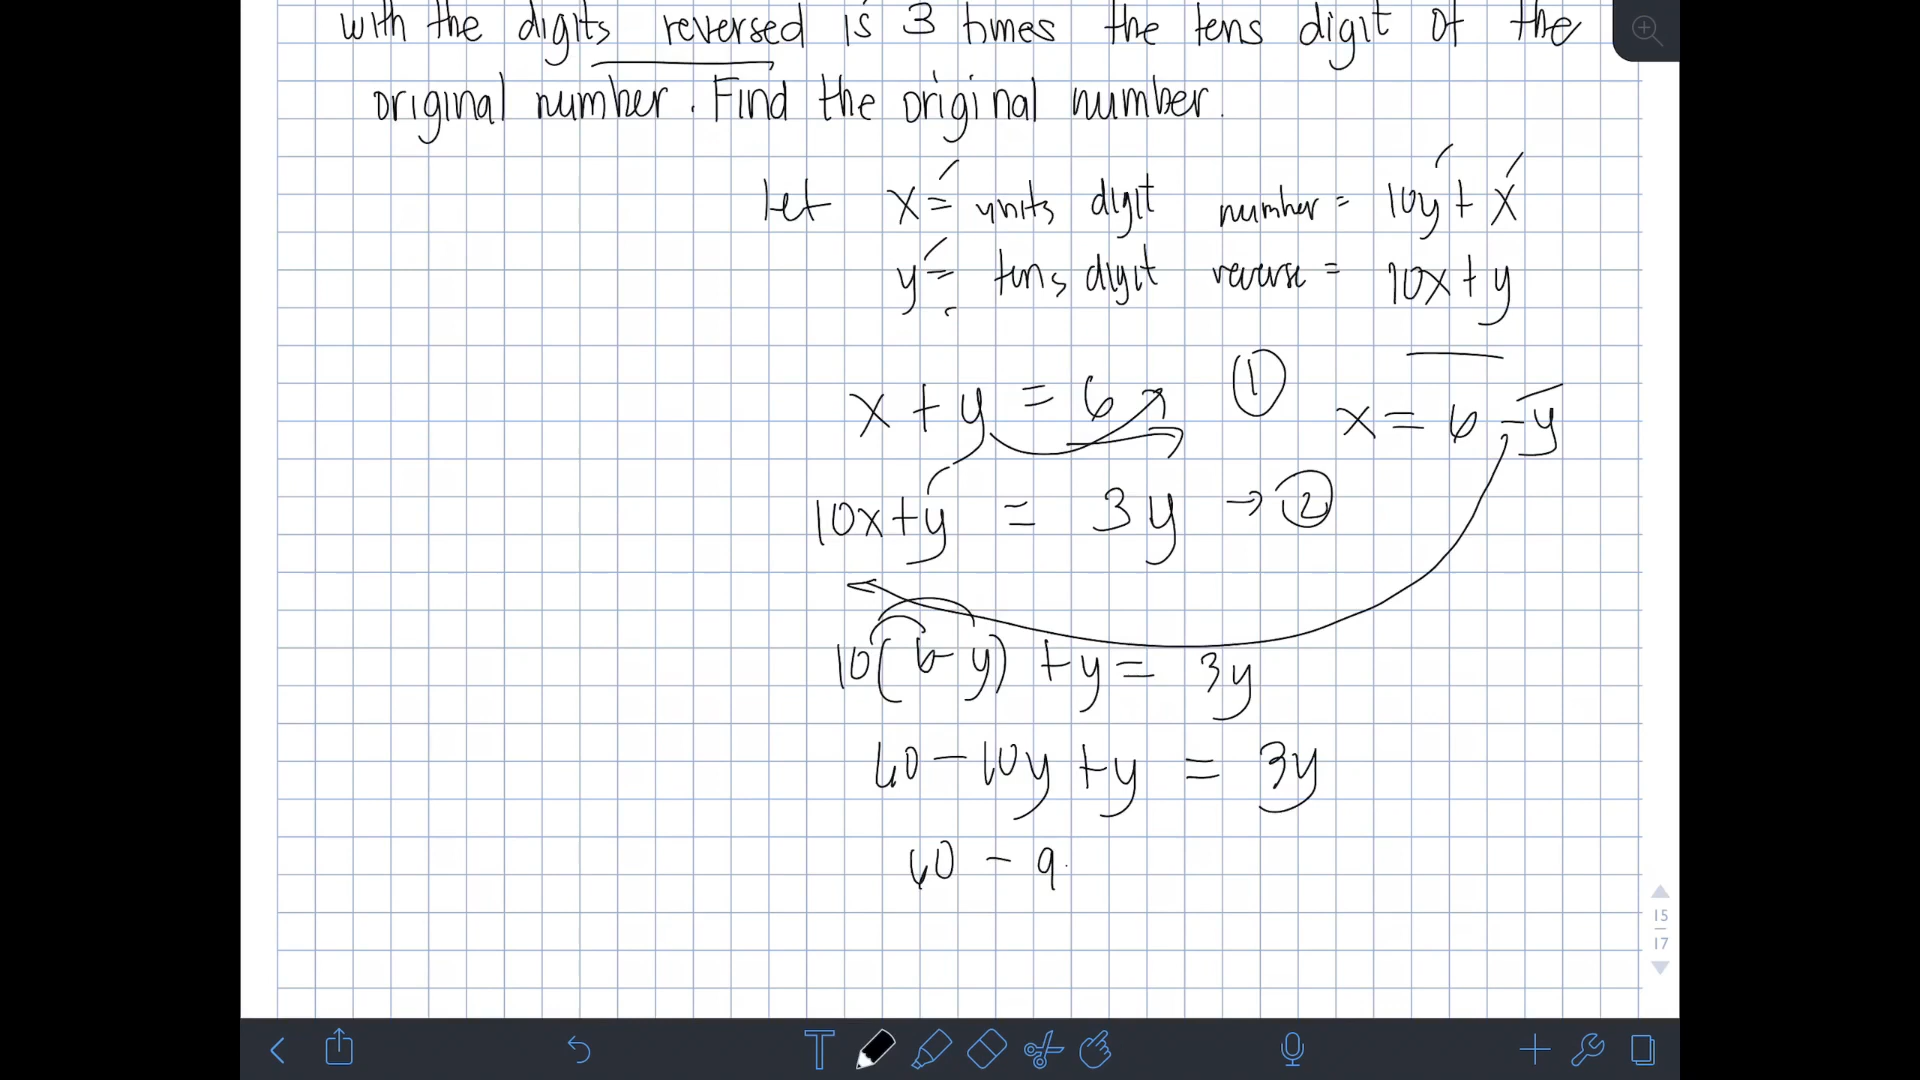 with the digits reversed is 3 times the tens digit of the
original number. Find the original number.
let x = units digit number = 10y + x
y = tens digit reverse = 10x + y
x + y = 6 1 x = 6 - y
10x + y = 3y → 2
10(6 - y) + y = 3y
60 - 10y + y = 3y
60 - 9
15
17
T